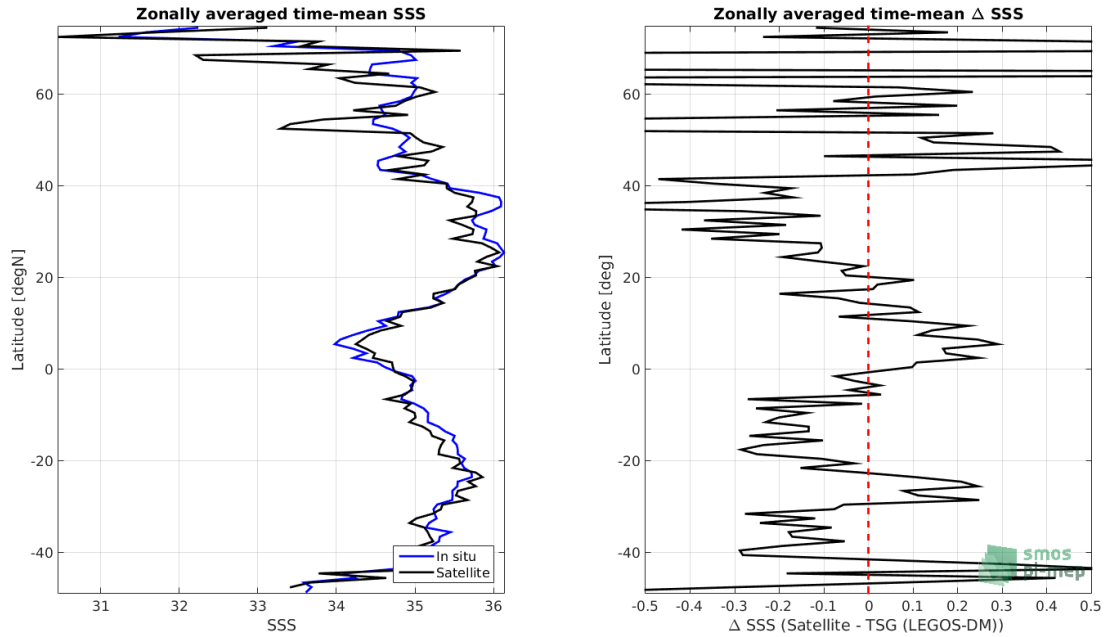 Zonally averaged time-mean SSS
Latitude [degN]
60
40
20
0
-20
-40
31
32
33
34
35
36
SSS
In situ
Satellite
Zonally averaged time-mean Δ SSS
Latitude [deg]
60
40
20
0
-20
-40
-0.5
-0.4
-0.3
-0.2
-0.1
0
0.1
0.2
0.3
0.4
0.5
Δ SSS (Satellite - TSG (LEGOS-DM))
smos
pi-mep